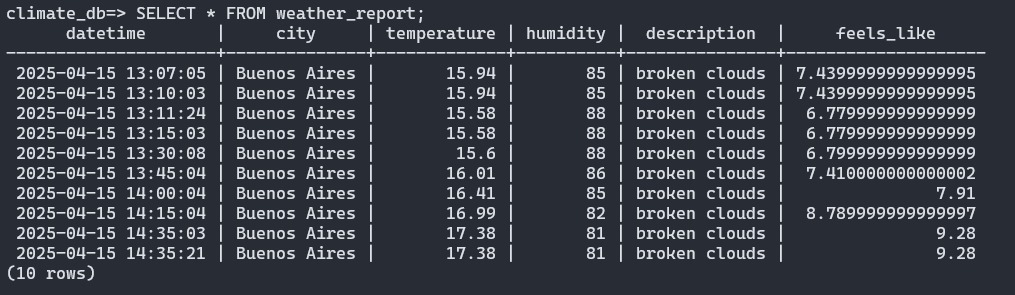 climate_db=> SELECT * FROM weather_report;
      datetime       |     city     | temperature | humidity |  description  |     feels_like
---------------------+--------------+-------------+----------+---------------+--------------------
 2025-04-15 13:07:05 | Buenos Aires |       15.94 |       85 | broken clouds | 7.4399999999999995
 2025-04-15 13:10:03 | Buenos Aires |       15.94 |       85 | broken clouds | 7.4399999999999995
 2025-04-15 13:11:24 | Buenos Aires |       15.58 |       88 | broken clouds |  6.779999999999999
 2025-04-15 13:15:03 | Buenos Aires |       15.58 |       88 | broken clouds |  6.779999999999999
 2025-04-15 13:30:08 | Buenos Aires |        15.6 |       88 | broken clouds |  6.799999999999999
 2025-04-15 13:45:04 | Buenos Aires |       16.01 |       86 | broken clouds |  7.410000000000002
 2025-04-15 14:00:04 | Buenos Aires |       16.41 |       85 | broken clouds |               7.91
 2025-04-15 14:15:04 | Buenos Aires |       16.99 |       82 | broken clouds |  8.789999999999997
 2025-04-15 14:35:03 | Buenos Aires |       17.38 |       81 | broken clouds |               9.28
 2025-04-15 14:35:21 | Buenos Aires |       17.38 |       81 | broken clouds |               9.28
(10 rows)